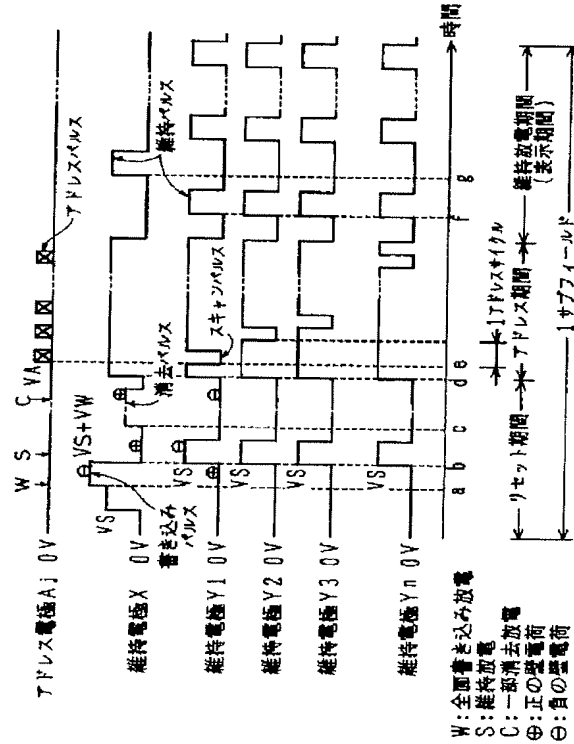 W S C VA
アドレスパルス
アドレス電極Aj 0V
VS
VS+VW
維持電極X 0V
書き込み
パルス
消去パルス
維持パルス
VS
維持電極Y1 0V
スキャンパルス
VS
維持電極Y2 0V
VS
維持電極Y3 0V
VS
維持電極Yn 0V
a b c d e f g
時間
1アドレスサイクル
リセット期間
アドレス期間
維持放電期間
(表示期間)
1サブフィールド
W:全面書き込み放電
S:維持放電
C:一部消去放電
⊕:正の壁電荷
⊖:負の壁電荷